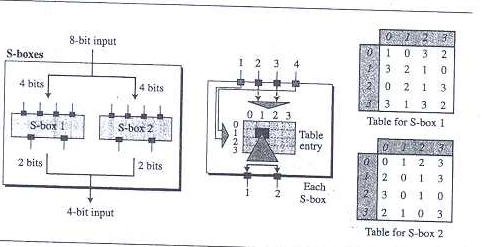 8-bit input
S-boxes
4 bits
4 bits
S-box 1
S-box 2
2 bits
2 bits
4-bit input
1 2 3 4
0 1 2 3
0
1
2
3
Table
entry
1 2
Each
S-box
0 1 2 3
0 1 0 3 2
1 3 2 1 0
2 0 2 1 3
3 3 1 3 2
Table for S-box 1
0 1 2 3
0 0 1 2 3
1 2 0 1 3
2 3 0 1 0
3 2 1 0 3
Table for S-box 2